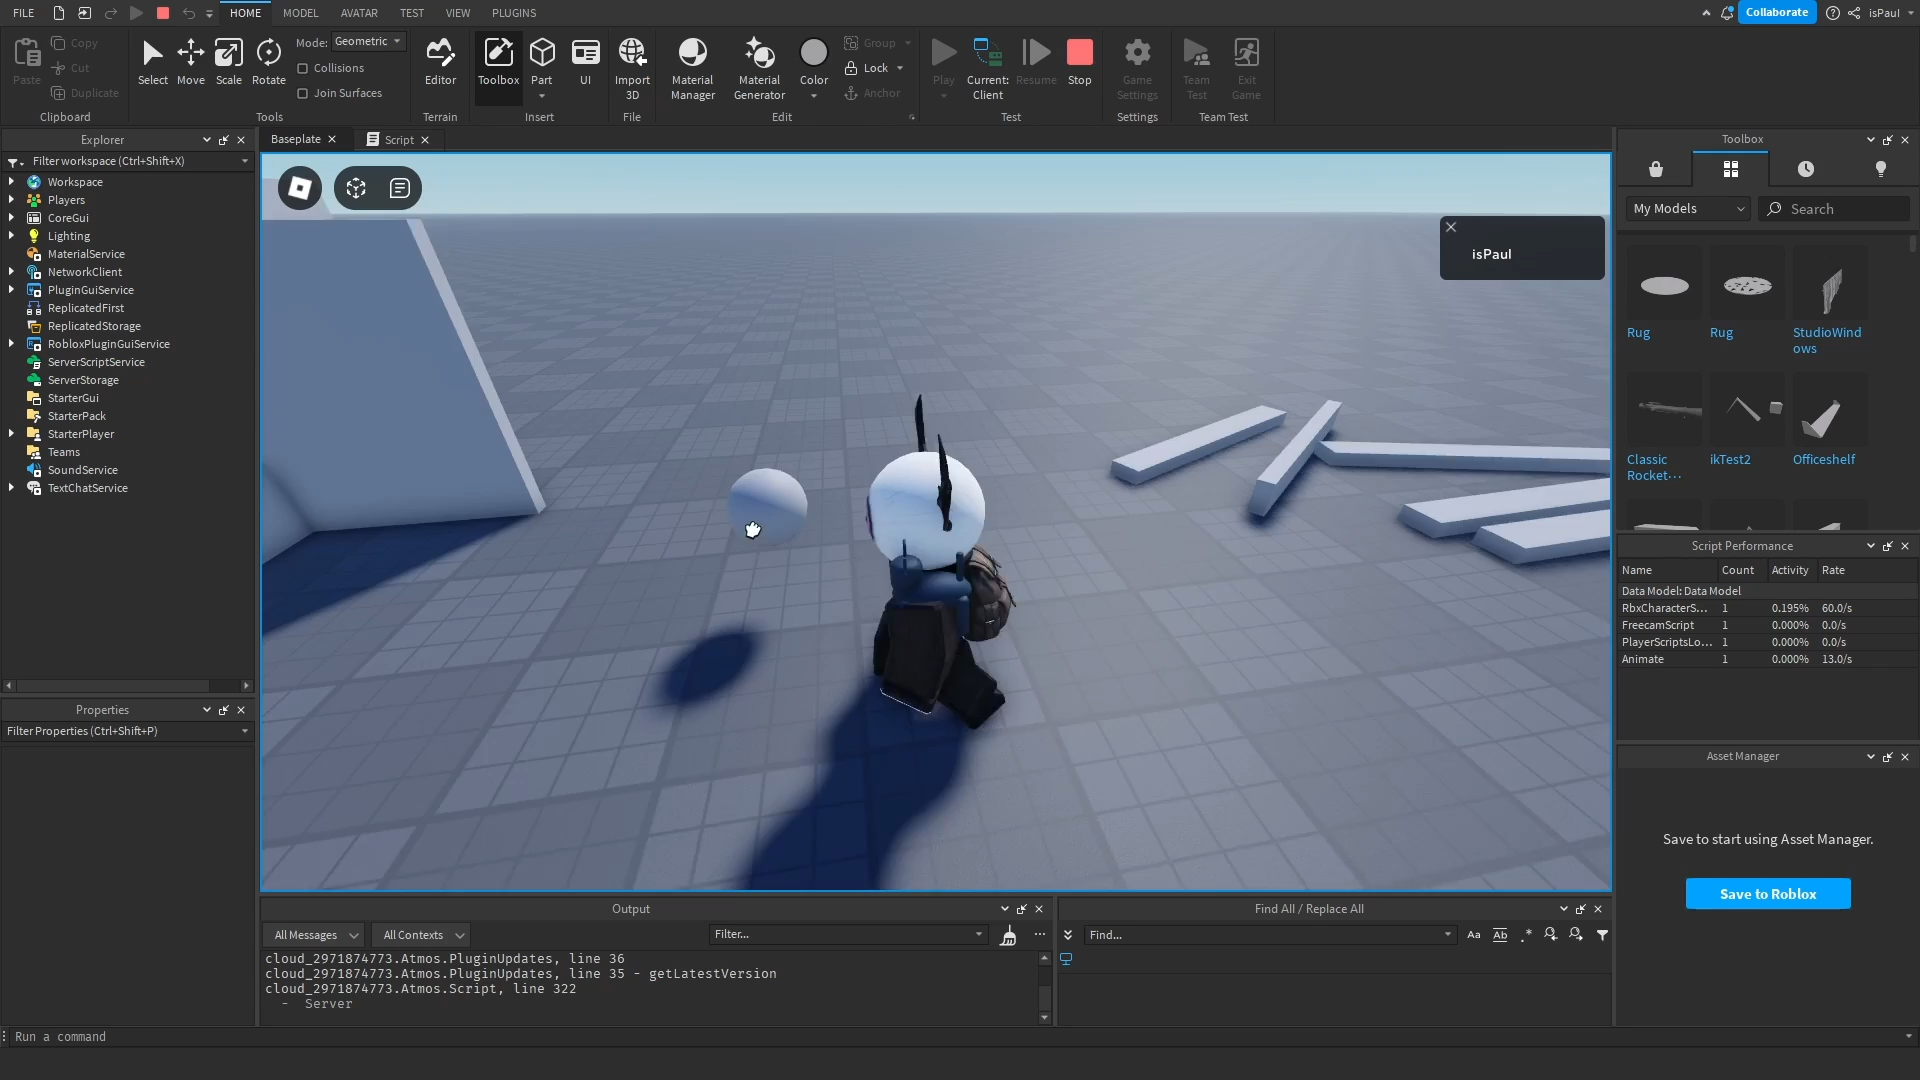 FILE
HOME
MODEL
AVATAR
TEST
VIEW
PLUGINS
Collaborate
isPaul
Paste
Copy
Cut
Duplicate
Clipboard
Select
Move
Scale
Rotate
Mode: Geometric
Collisions
Join Surfaces
Tools
Editor
Terrain
Toolbox
Part
UI
Insert
Import
3D
File
Material
Manager
Material
Generator
Color
Group
Lock
Anchor
Edit
Play
Current:
Client
Resume
Stop
Test
Game
Settings
Settings
Team
Test
Exit
Game
Team Test
Explorer
Filter workspace (Ctrl+Shift+X)
Workspace
Players
CoreGui
Lighting
MaterialService
NetworkClient
PluginGuiService
ReplicatedFirst
ReplicatedStorage
RobloxPluginGuiService
ServerScriptService
ServerStorage
StarterGui
StarterPack
StarterPlayer
Teams
SoundService
TextChatService
Properties
Filter Properties (Ctrl+Shift+P)
Baseplate
Script
isPaul
Toolbox
My Models
Search
Rug
Rug
StudioWind
ows
Classic
Rocket...
ikTest2
Officeshelf
Script Performance
Name Count Activity Rate
Data Model: Data Model
RbxCharacterS... 1 0.195% 60.0/s
FreecamScript 1 0.000% 0.0/s
PlayerScriptsLo... 1 0.000% 0.0/s
Animate 1 0.000% 13.0/s
Asset Manager
Save to start using Asset Manager.
Save to Roblox
Output
All Messages
All Contexts
Filter...
cloud_2971874773.Atmos.PluginUpdates, line 36
cloud_2971874773.Atmos.PluginUpdates, line 35 - getLatestVersion
cloud_2971874773.Atmos.Script, line 322
- Server
Find All / Replace All
Find...
Aa
Ab
.*
Run a command